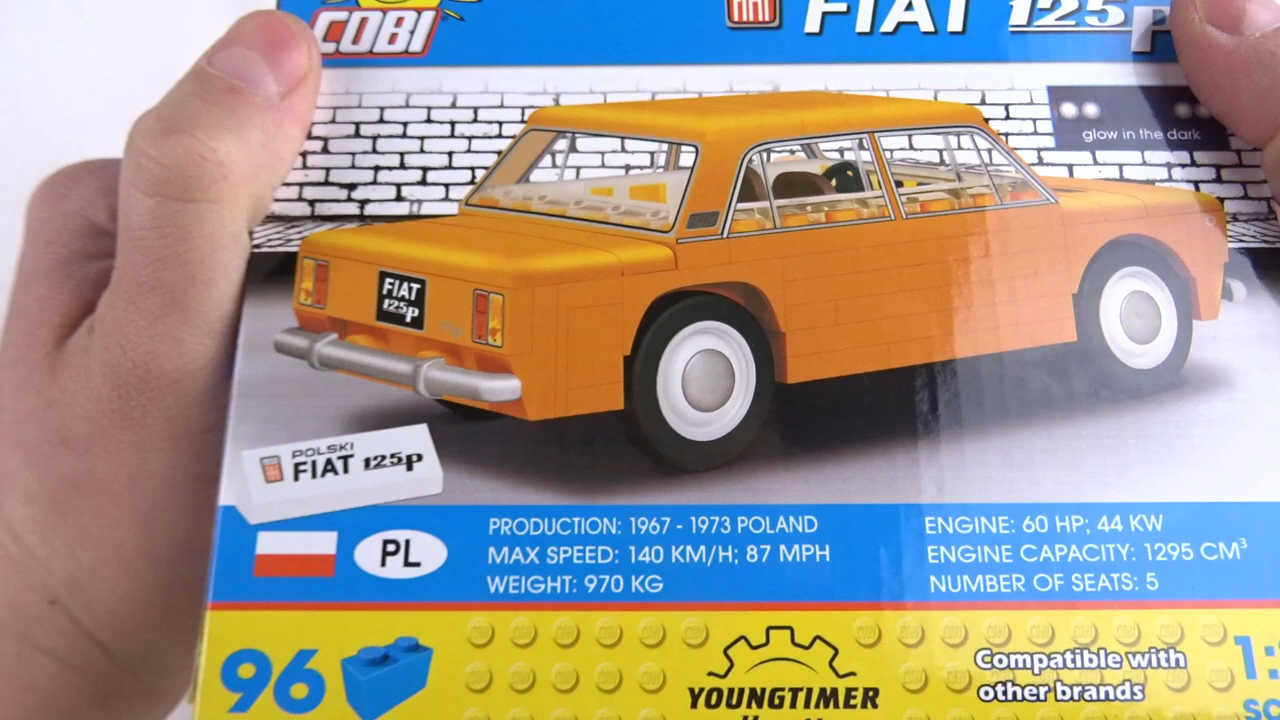 COBI
FIAT 125p
glow in the dark
FIAT
125p
POLSKI
FIAT 125p
PL
PRODUCTION: 1967 - 1973 POLAND
MAX SPEED: 140 KM/H; 87 MPH
WEIGHT: 970 KG
ENGINE: 60 HP; 44 KW
ENGINE CAPACITY: 1295 CM³
NUMBER OF SEATS: 5
96
YOUNGTIMER
Compatible with
other brands